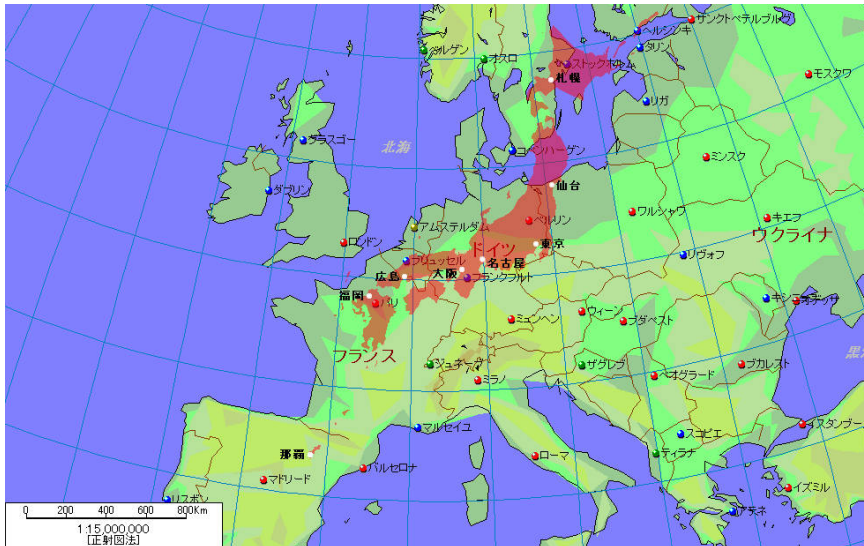 サンクトペテルブルグ
ヘルシンキ
タリン
ベルゲン
オスロ
ストックホルム
札幌
モスクワ
リガ
グラスゴー
北海
コペンハーゲン
ミンスク
ダブリン
仙台
ワルシャワ
キエフ
アムステルダム
ベルリン
ウクライナ
ロンドン
ドイツ
東京
リヴォフ
ブリュッセル
名古屋
広島
大阪
フランクフルト
福岡
パリ
オデッサ
ミュンヘン
ウィーン
ブダペスト
フランス
ジュネーヴ
ザグレブ
ミラノ
ベオグラード
ブカレスト
マルセイユ
スコピエ
イスタンブール
那覇
バルセロナ
ローマ
ティラナ
マドリード
リスボン
イズミル
アテネ
0 200 400 600 800Km
1:15,000,000
[正射図法]